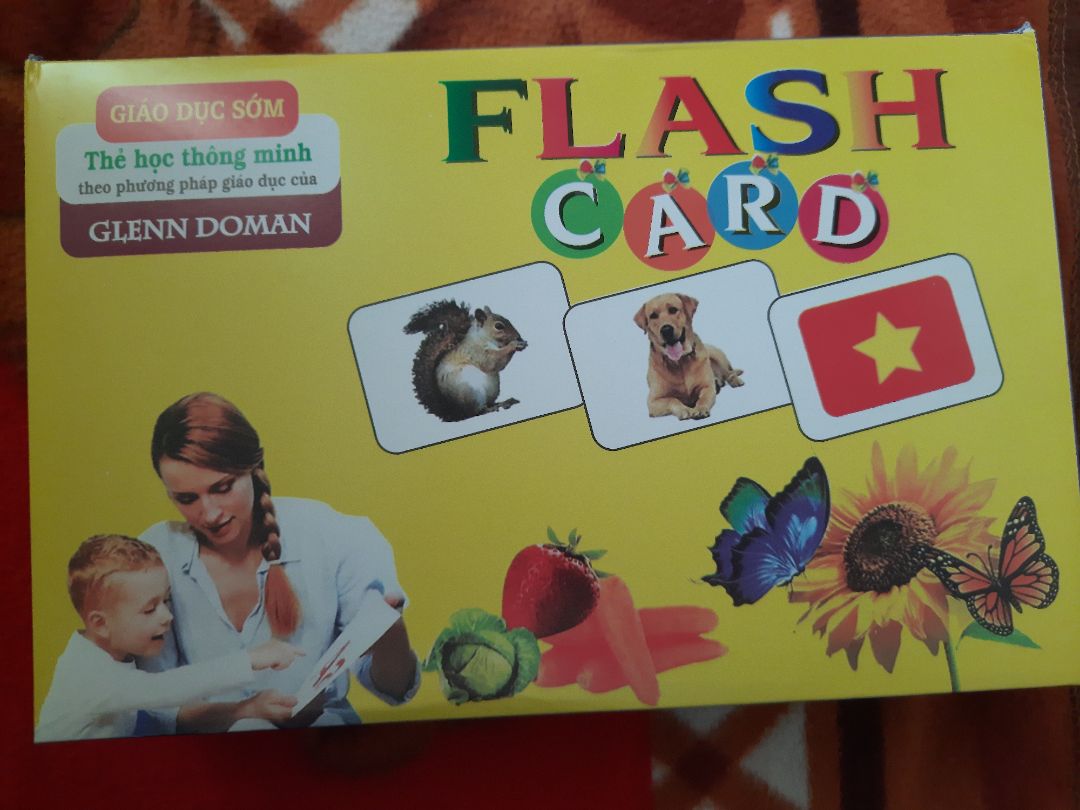 GIÁO DỤC SỚM
Thẻ học thông minh
theo phương pháp giáo dục của
GLENN DOMAN
FLASH
CARD